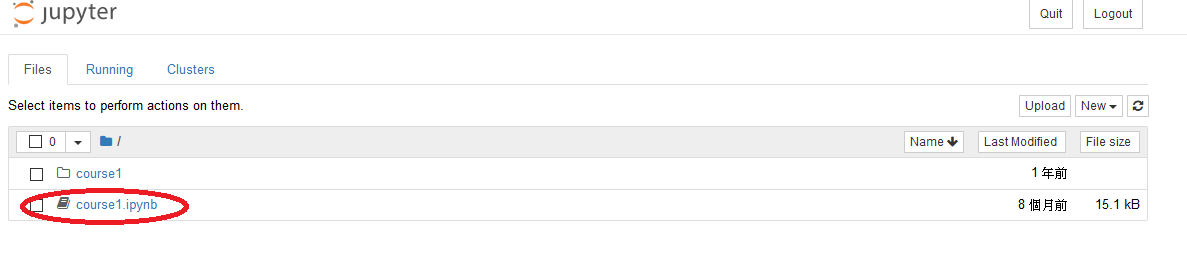 jupyter
Quit Logout
Files Running Clusters
Select items to perform actions on them.
Upload New
0 / Name Last Modified File size
course1 1 年前
course1.ipynb 8 個月前 15.1 kB